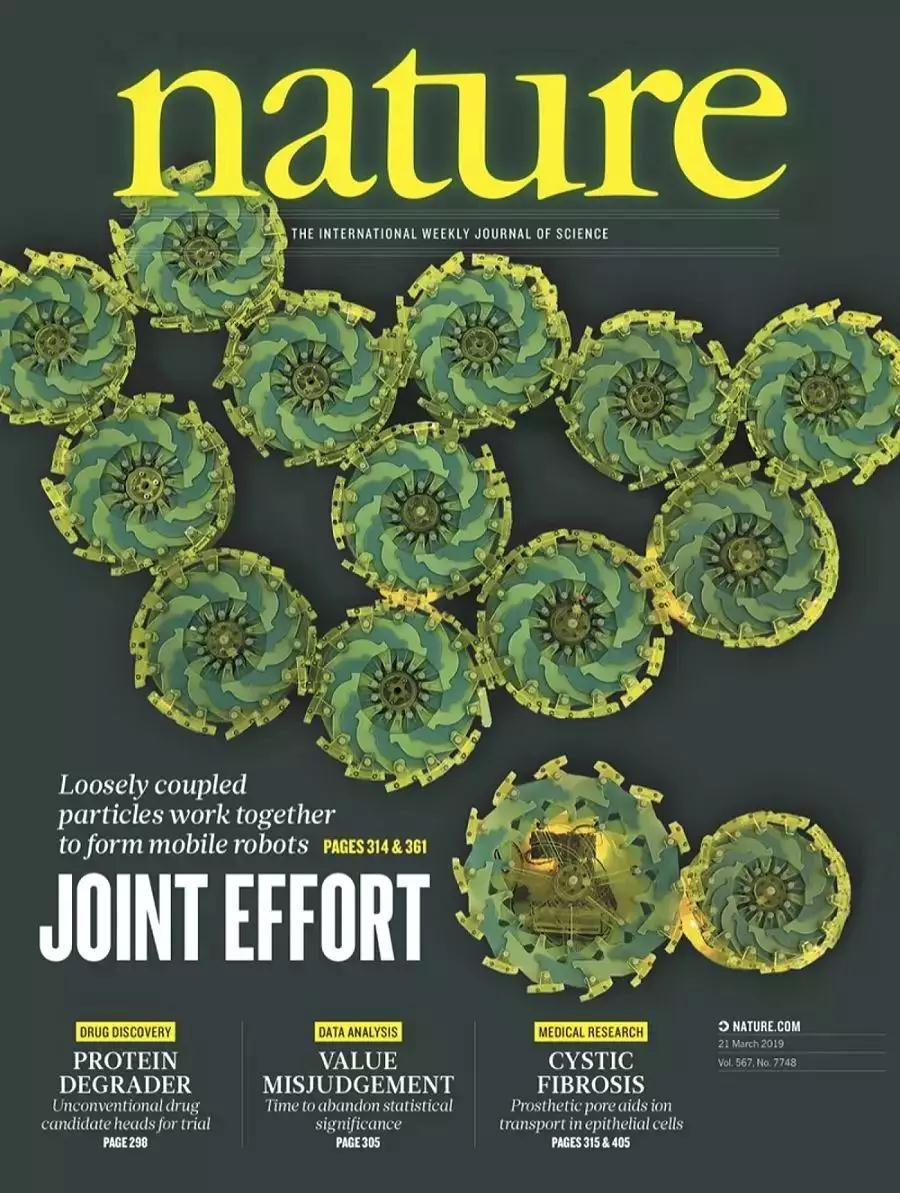 nature
THE INTERNATIONAL WEEKLY JOURNAL OF SCIENCE
Loosely coupled
particles work together
to form mobile robots PAGES 314 & 361
JOINT EFFORT
DRUG DISCOVERY
PROTEIN
DEGRADER
Unconventional drug
candidate heads for trial
PAGE 298
DATA ANALYSIS
VALUE
MISJUDGEMENT
Time to abandon statistical
significance
PAGE 305
MEDICAL RESEARCH
CYSTIC
FIBROSIS
Prosthetic pore aids ion
transport in epithelial cells
PAGES 315 & 405
NATURE.COM
21 March 2019
Vol. 567, No. 7748